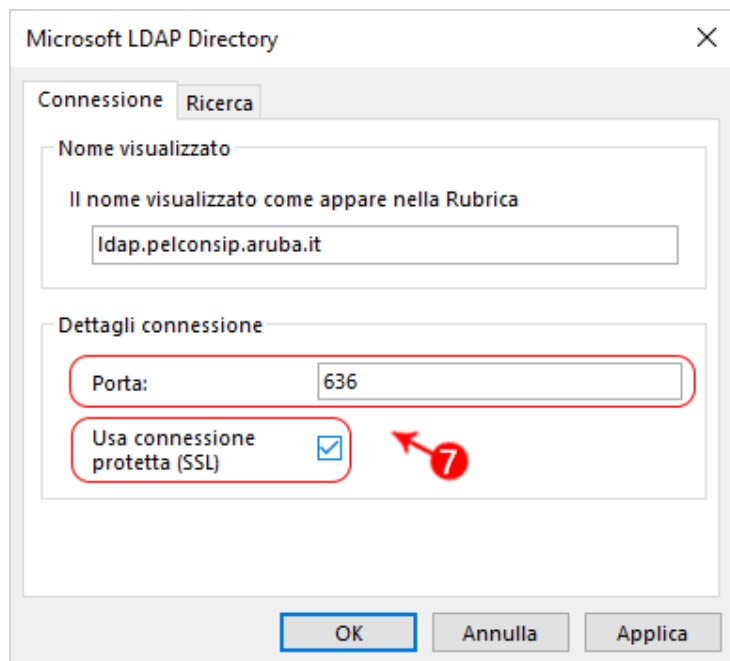 Microsoft LDAP Directory
Connessione
Ricerca
Nome visualizzato
Il nome visualizzato come appare nella Rubrica
ldap.pelconsip.aruba.it
Dettagli connessione
Porta:
636
Usa connessione
protetta (SSL)
7
OK
Annulla
Applica